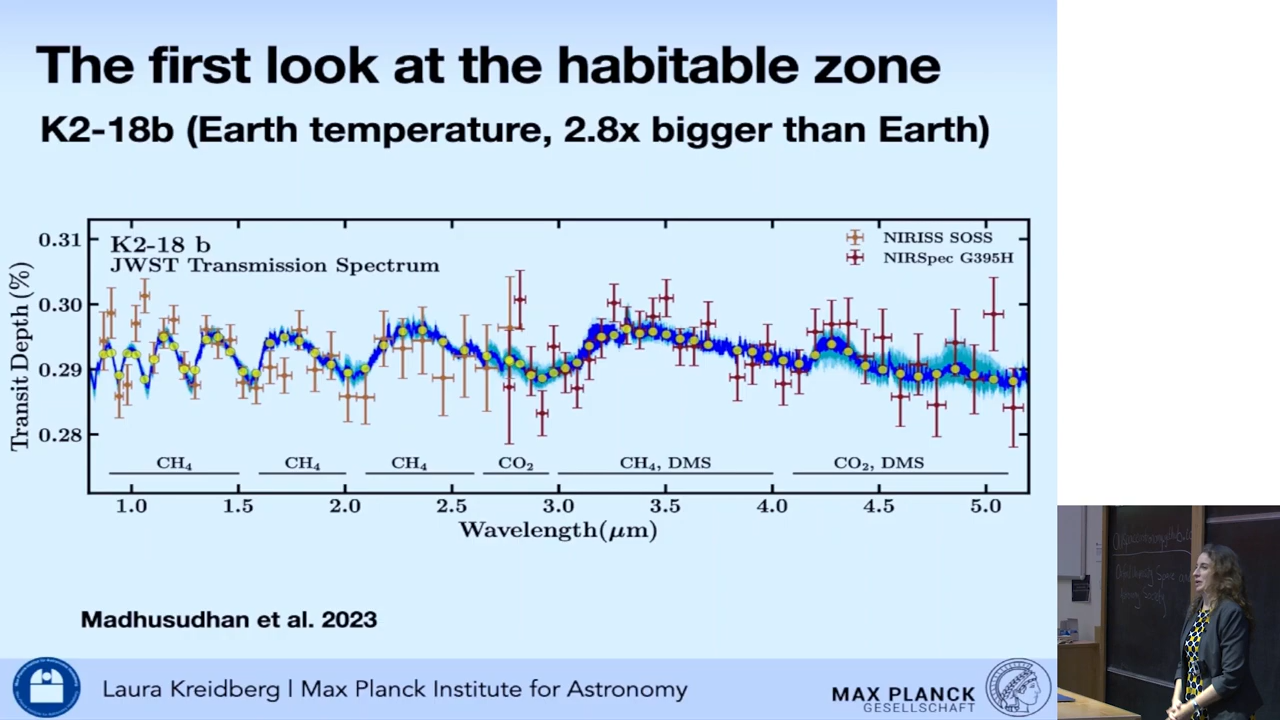 The first look at the habitable zone
K2-18b (Earth temperature, 2.8x bigger than Earth)
K2-18 b
JWST Transmission Spectrum
NIRISS SOSS
NIRSpec G395H
Transit Depth (%)
0.31
0.30
0.29
0.28
CH₄
CH₄
CH₄
CO₂
CH₄, DMS
CO₂, DMS
1.0 1.5 2.0 2.5 3.0 3.5 4.0 4.5 5.0
Wavelength(μm)
Madhusudhan et al. 2023
Laura Kreidberg | Max Planck Institute for Astronomy
MAX PLANCK
GESELLSCHAFT